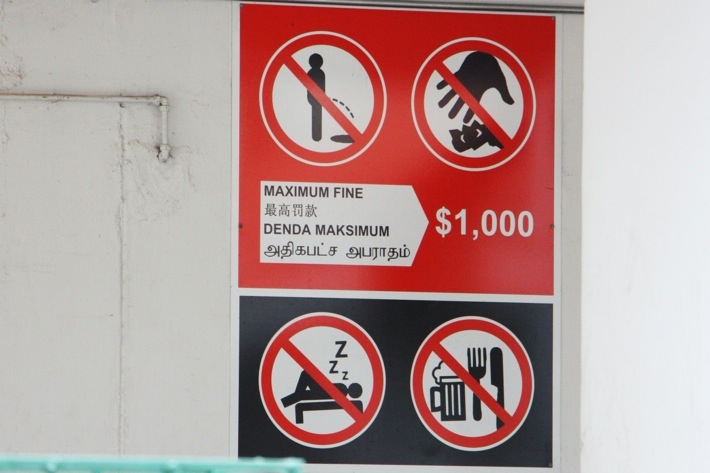 MAXIMUM FINE
最高罚款
DENDA MAKSIMUM
அதிகபட்ச அபராதம்
$1,000
Z
Z
Z